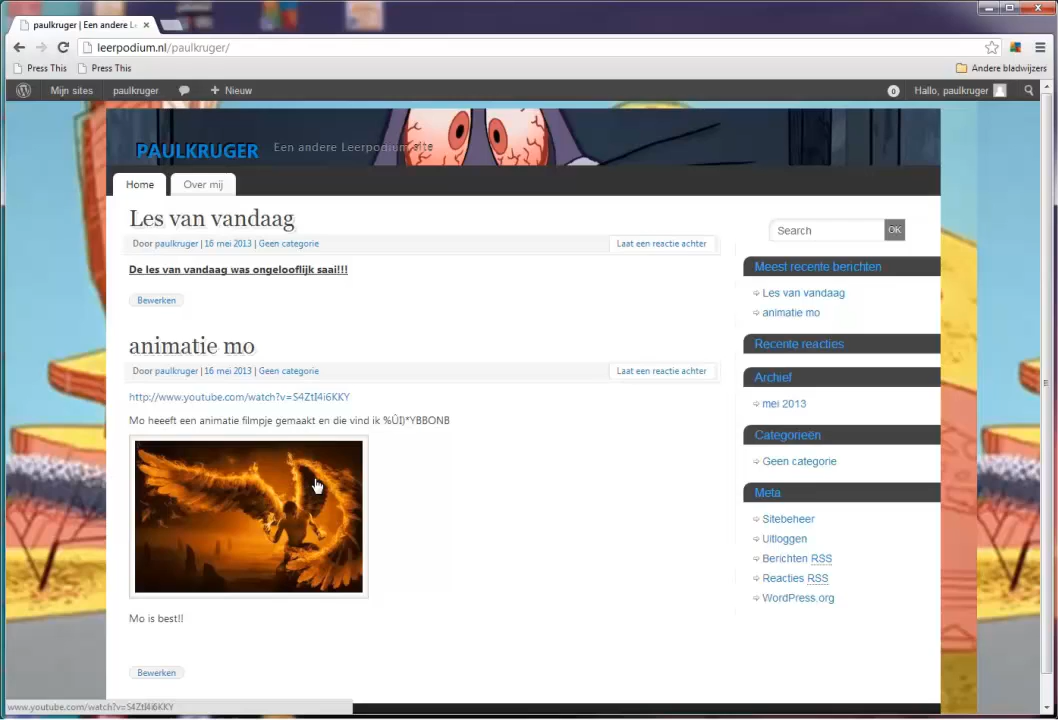 paulkruger | Een andere Le
leerpodium.nl/paulkruger/
Press This Press This Andere bladwijzers
Mijn sites paulkruger + Nieuw 0 Hallo, paulkruger
PAULKRUGER Een andere Leerpodium site
Home Over mij
Les van vandaag
Door paulkruger | 16 mei 2013 | Geen categorie Laat een reactie achter
De les van vandaag was ongelooflijk saai!!!
Bewerken
animatie mo
Door paulkruger | 16 mei 2013 | Geen categorie Laat een reactie achter
http://www.youtube.com/watch?v=S4ZtI4i6KKY
Mo heeeft een animatie filmpje gemaakt en die vind ik %ÛI)*YBBONB
Mo is best!!
Bewerken
Search OK
Meest recente berichten
Les van vandaag
animatie mo
Recente reacties
Archief
mei 2013
Categorieën
Geen categorie
Meta
Sitebeheer
Uitloggen
Berichten RSS
Reacties RSS
WordPress.org
www.youtube.com/watch?v=S4ZtI4i6KKY